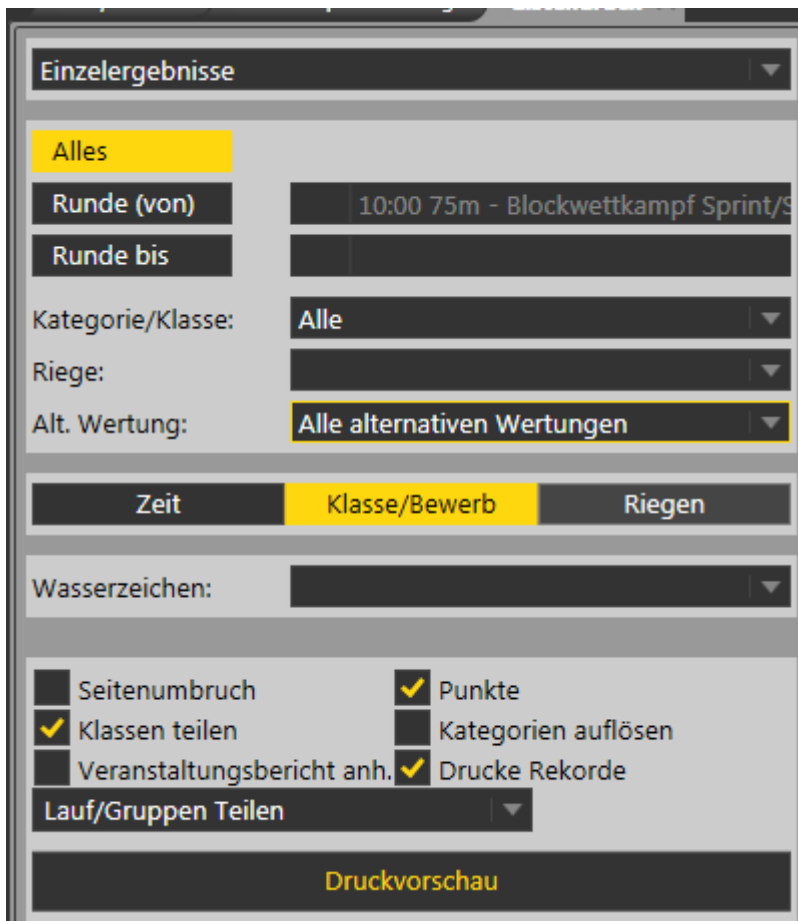 Einzelergebnisse
Alles
Runde (von) 10:00 75m - Blockwettkampf Sprint/S
Runde bis
Kategorie/Klasse: Alle
Riege:
Alt. Wertung: Alle alternativen Wertungen
Zeit Klasse/Bewerb Riegen
Wasserzeichen:
Seitenumbruch Punkte
Klassen teilen Kategorien auflösen
Veranstaltungsbericht anh. Drucke Rekorde
Lauf/Gruppen Teilen
Druckvorschau